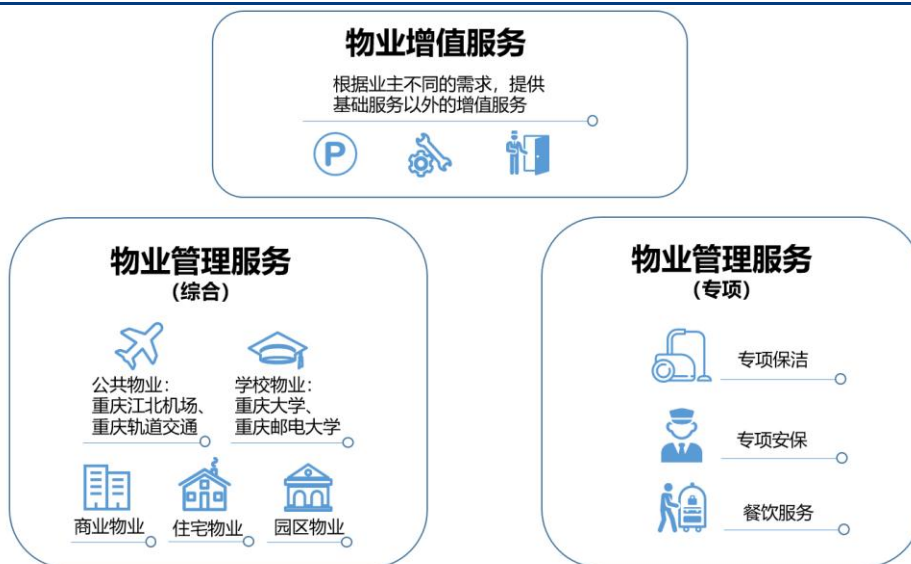 物业增值服务
根据业主不同的需求，提供
基础服务以外的增值服务
P
物业管理服务
（综合）
公共物业：
重庆江北机场、
重庆轨道交通
学校物业：
重庆大学、
重庆邮电大学
商业物业
住宅物业
园区物业
物业管理服务
（专项）
专项保洁
专项安保
餐饮服务